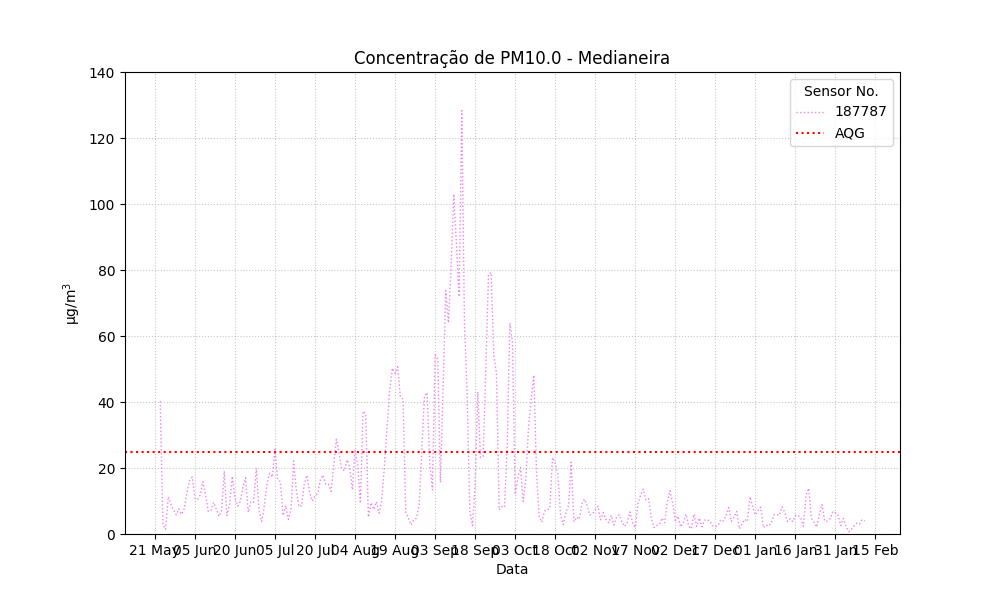 Concentração de PM10.0 - Medianeira
Sensor No.
187787
AQG
140
120
100
80
60
40
20
0
µg/m³
21 May 05 Jun 20 Jun 05 Jul 20 Jul 04 Aug 19 Aug 03 Sep 18 Sep 03 Oct 18 Oct 02 Nov 17 Nov 02 Dec 17 Dec 01 Jan 16 Jan 31 Jan 15 Feb
Data